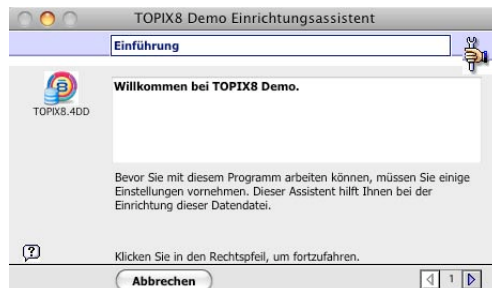 TOPIX8 Demo Einrichtungsassistent
Einführung
TOPIX8.4DD
Willkommen bei TOPIX8 Demo.
Bevor Sie mit diesem Programm arbeiten können, müssen Sie einige
Einstellungen vornehmen. Dieser Assistent hilft Ihnen bei der
Einrichtung dieser Datendatei.
Klicken Sie in den Rechtspfeil, um fortzufahren.
Abbrechen
1